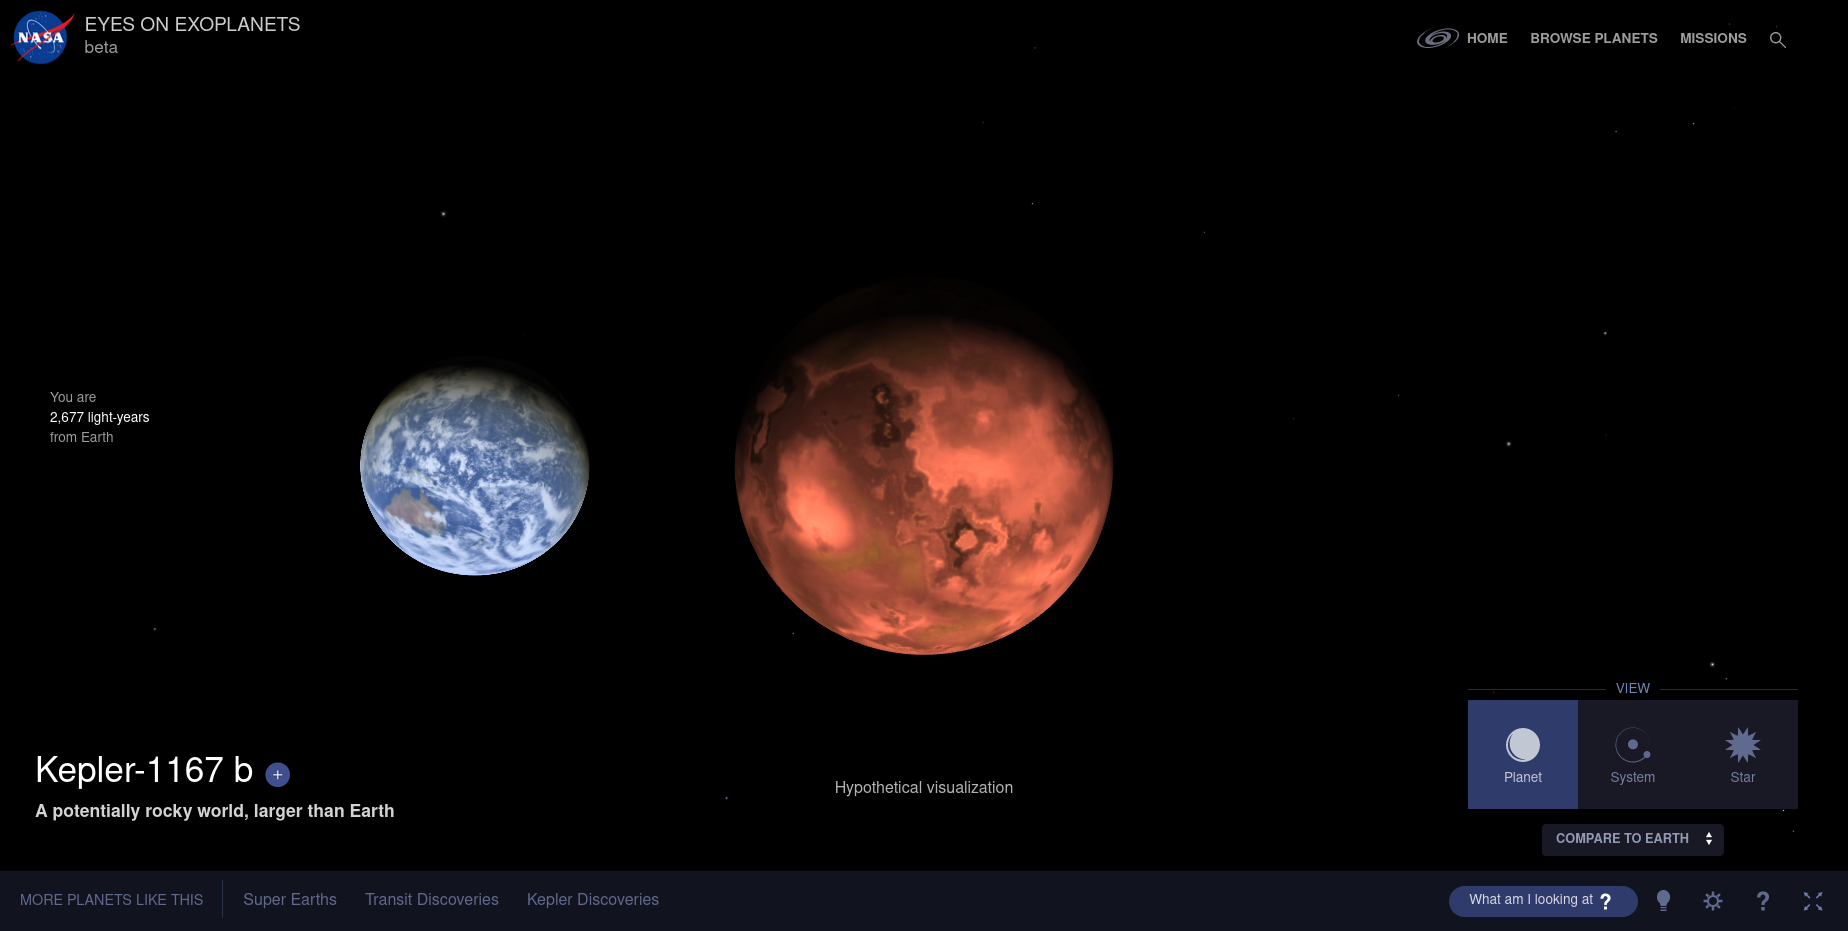 NASA
EYES ON EXOPLANETS
beta
HOME
BROWSE PLANETS
MISSIONS
You are
2,677 light-years
from Earth
VIEW
Planet
System
Star
Kepler-1167 b +
A potentially rocky world, larger than Earth
Hypothetical visualization
COMPARE TO EARTH
MORE PLANETS LIKE THIS
Super Earths
Transit Discoveries
Kepler Discoveries
What am I looking at ?
?